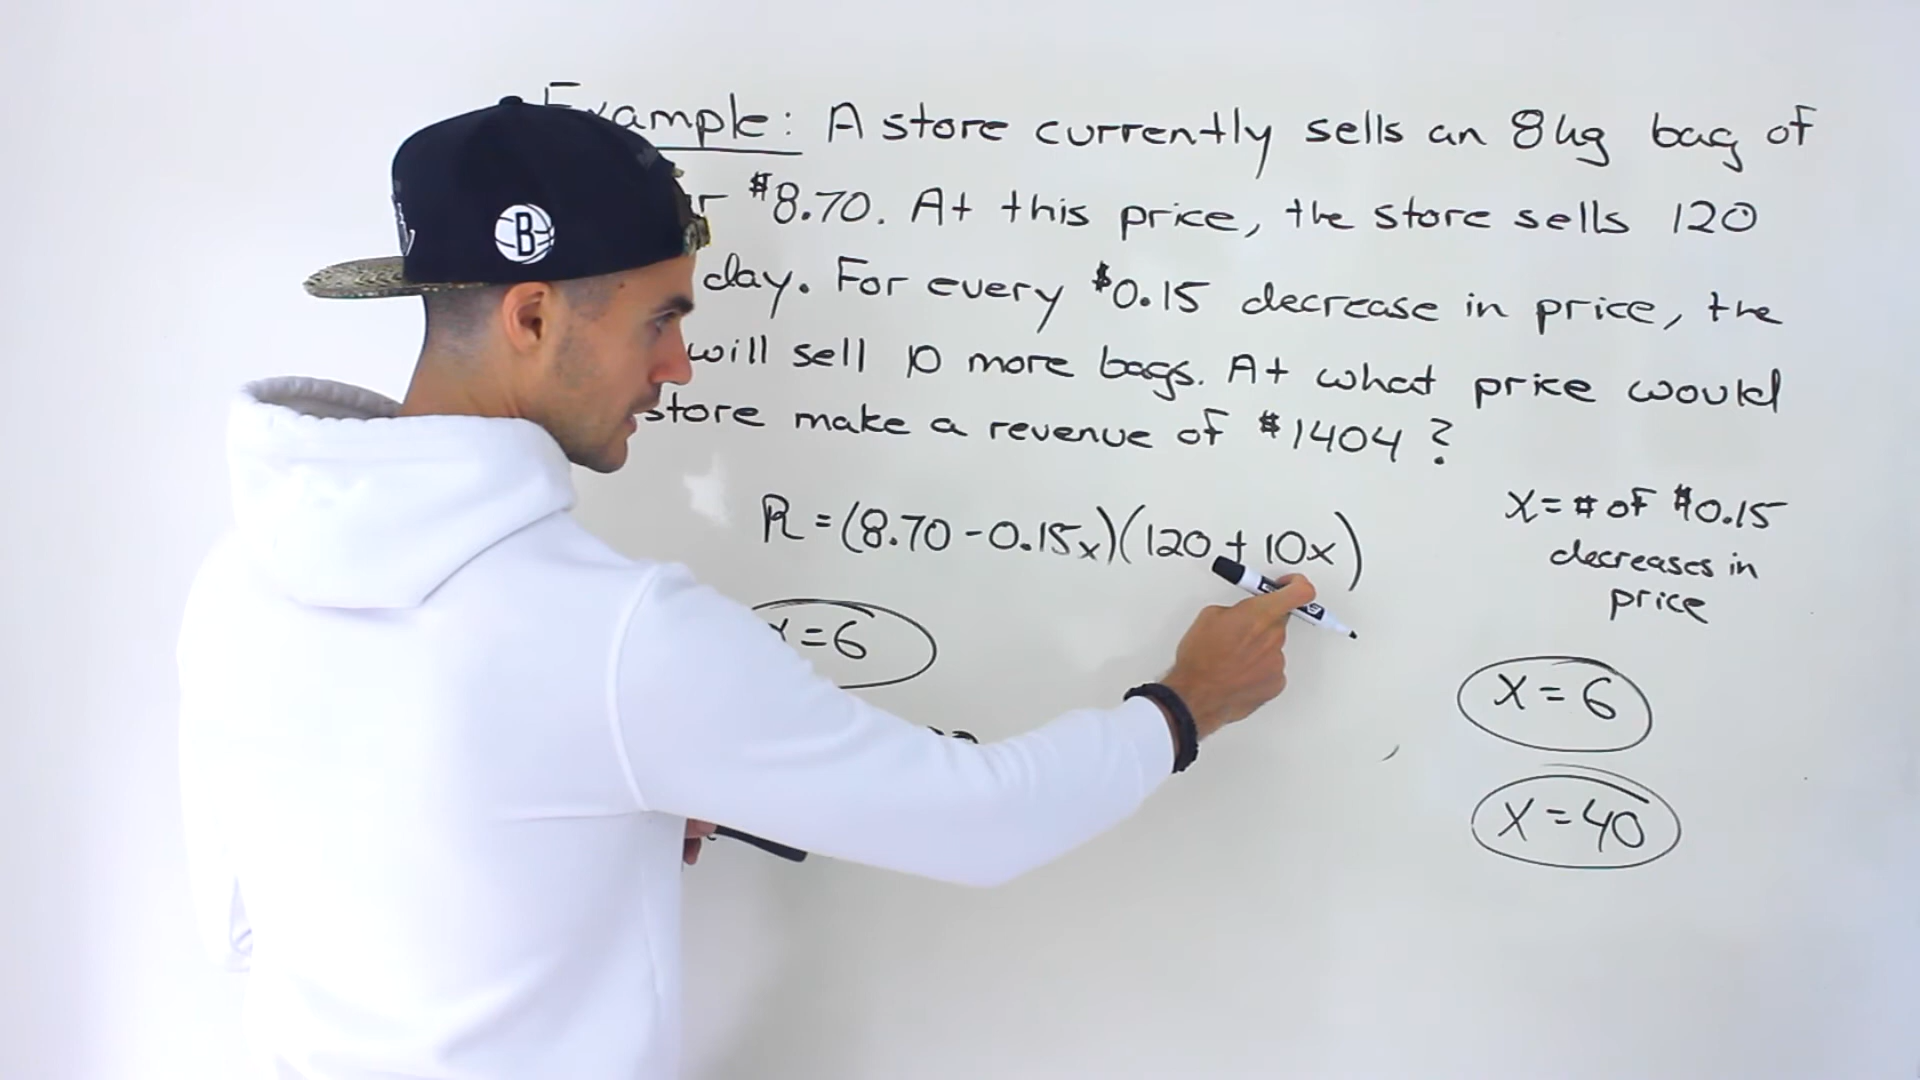 Example: A store currently sells an 8kg bag of
$8.70. At this price, the store sells 120
day. For every $0.15 decrease in price, the
will sell 10 more bags. At what price would
store make a revenue of $1404?
R=(8.70-0.15x)(120+10x)
x=# of $0.15
decreases in
price
x=6
x=6
x=40
B